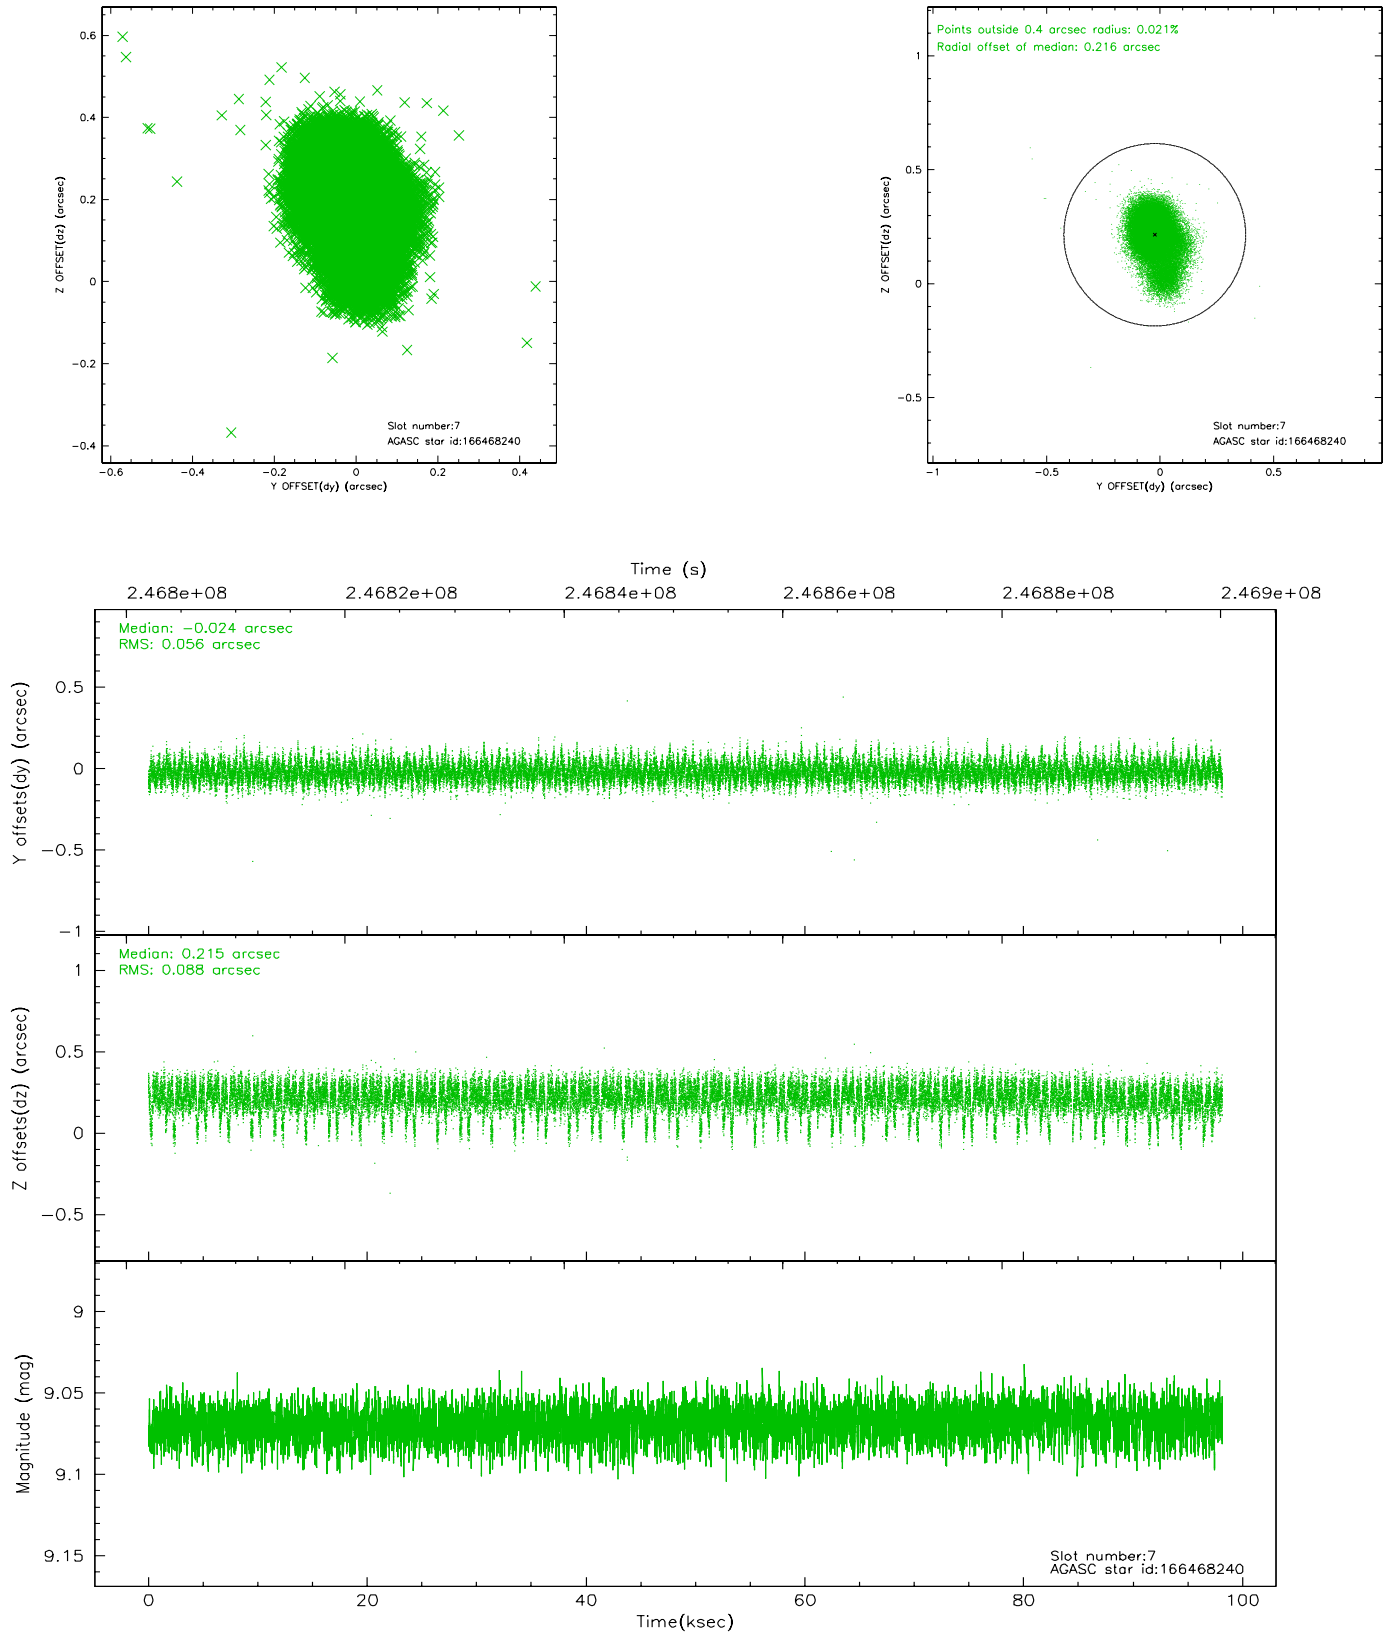 0.6
0.4
0.2
0
−0.2
−0.4
Z OFFSET(dz) (arcsec)
Slot number:7
AGASC star id:166468240
−0.6 −0.4 −0.2 0 0.2 0.4
Y OFFSET(dy) (arcsec)
Points outside 0.4 arcsec radius: 0.021%
Radial offset of median: 0.216 arcsec
1
0.5
0
−0.5
Z OFFSET(dz) (arcsec)
Slot number:7
AGASC star id:166468240
−1 −0.5 0 0.5
Y OFFSET(dy) (arcsec)
Time (s)
2.468e+08 2.4682e+08 2.4684e+08 2.4686e+08 2.4688e+08 2.469e+08
Median: −0.024 arcsec
RMS: 0.056 arcsec
0.5
0
−0.5
−1
Y offsets(dy) (arcsec)
Median: 0.215 arcsec
RMS: 0.088 arcsec
1
0.5
0
−0.5
Z offsets(dz) (arcsec)
9
9.05
9.1
9.15
Magnitude (mag)
Slot number:7
AGASC star id:166468240
0 20 40 60 80 100
Time(ksec)